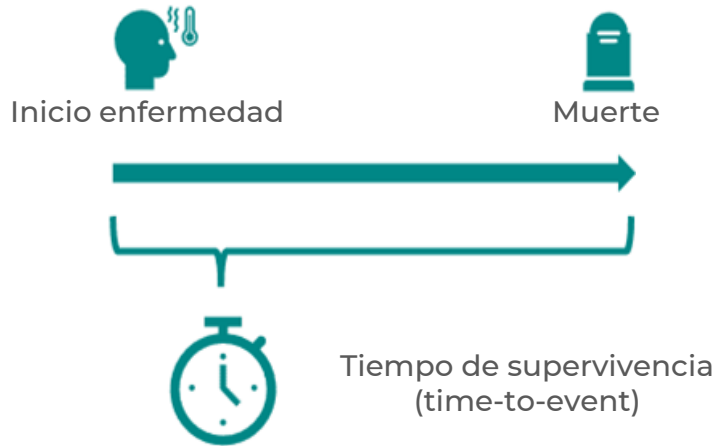 Inicio enfermedad
Muerte
Tiempo de supervivencia
(time-to-event)